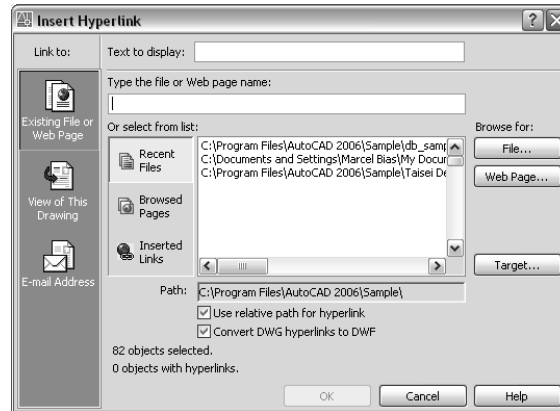 Insert Hyperlink
Link to:
Text to display:
Existing File or
Web Page
View of This
Drawing
E-mail Address
Type the file or Web page name:
Or select from list:
Recent
Files
Browsed
Pages
Inserted
Links
C:\Program Files\AutoCAD 2006\Sample\db_samp
C:\Documents and Settings\Marcel Bias\My Docur
C:\Program Files\AutoCAD 2006\Sample\Taisei De
Browse for:
File...
Web Page...
Target...
Path: C:\Program Files\AutoCAD 2006\Sample\
Use relative path for hyperlink
Convert DWG hyperlinks to DWF
82 objects selected.
0 objects with hyperlinks.
OK Cancel Help